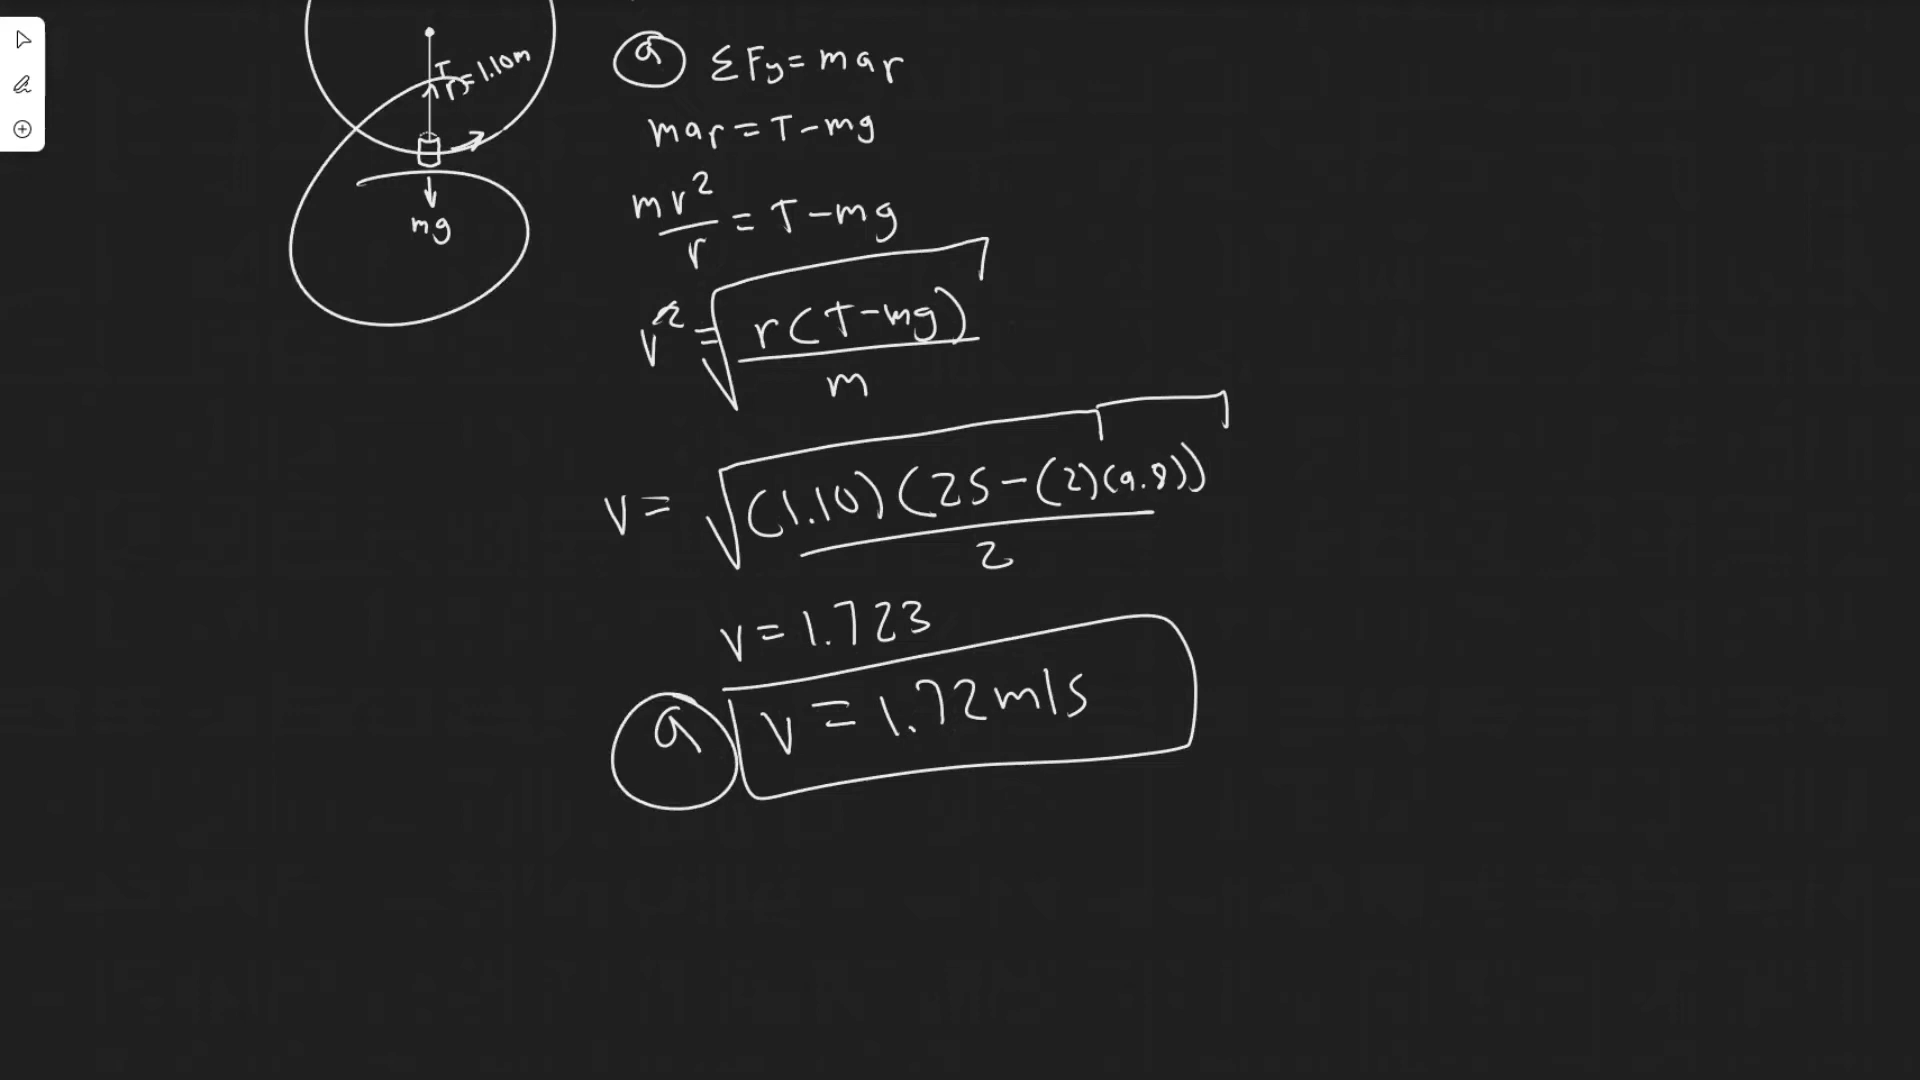 T
r=1.10m
mg
a ΣFy=mar
mar=T-mg
mv²/r=T-mg
v²=√(r(T-mg)/m)
v=√((1.10)(25-(2)(9.8))/2)
v=1.723
a v=1.72m/s